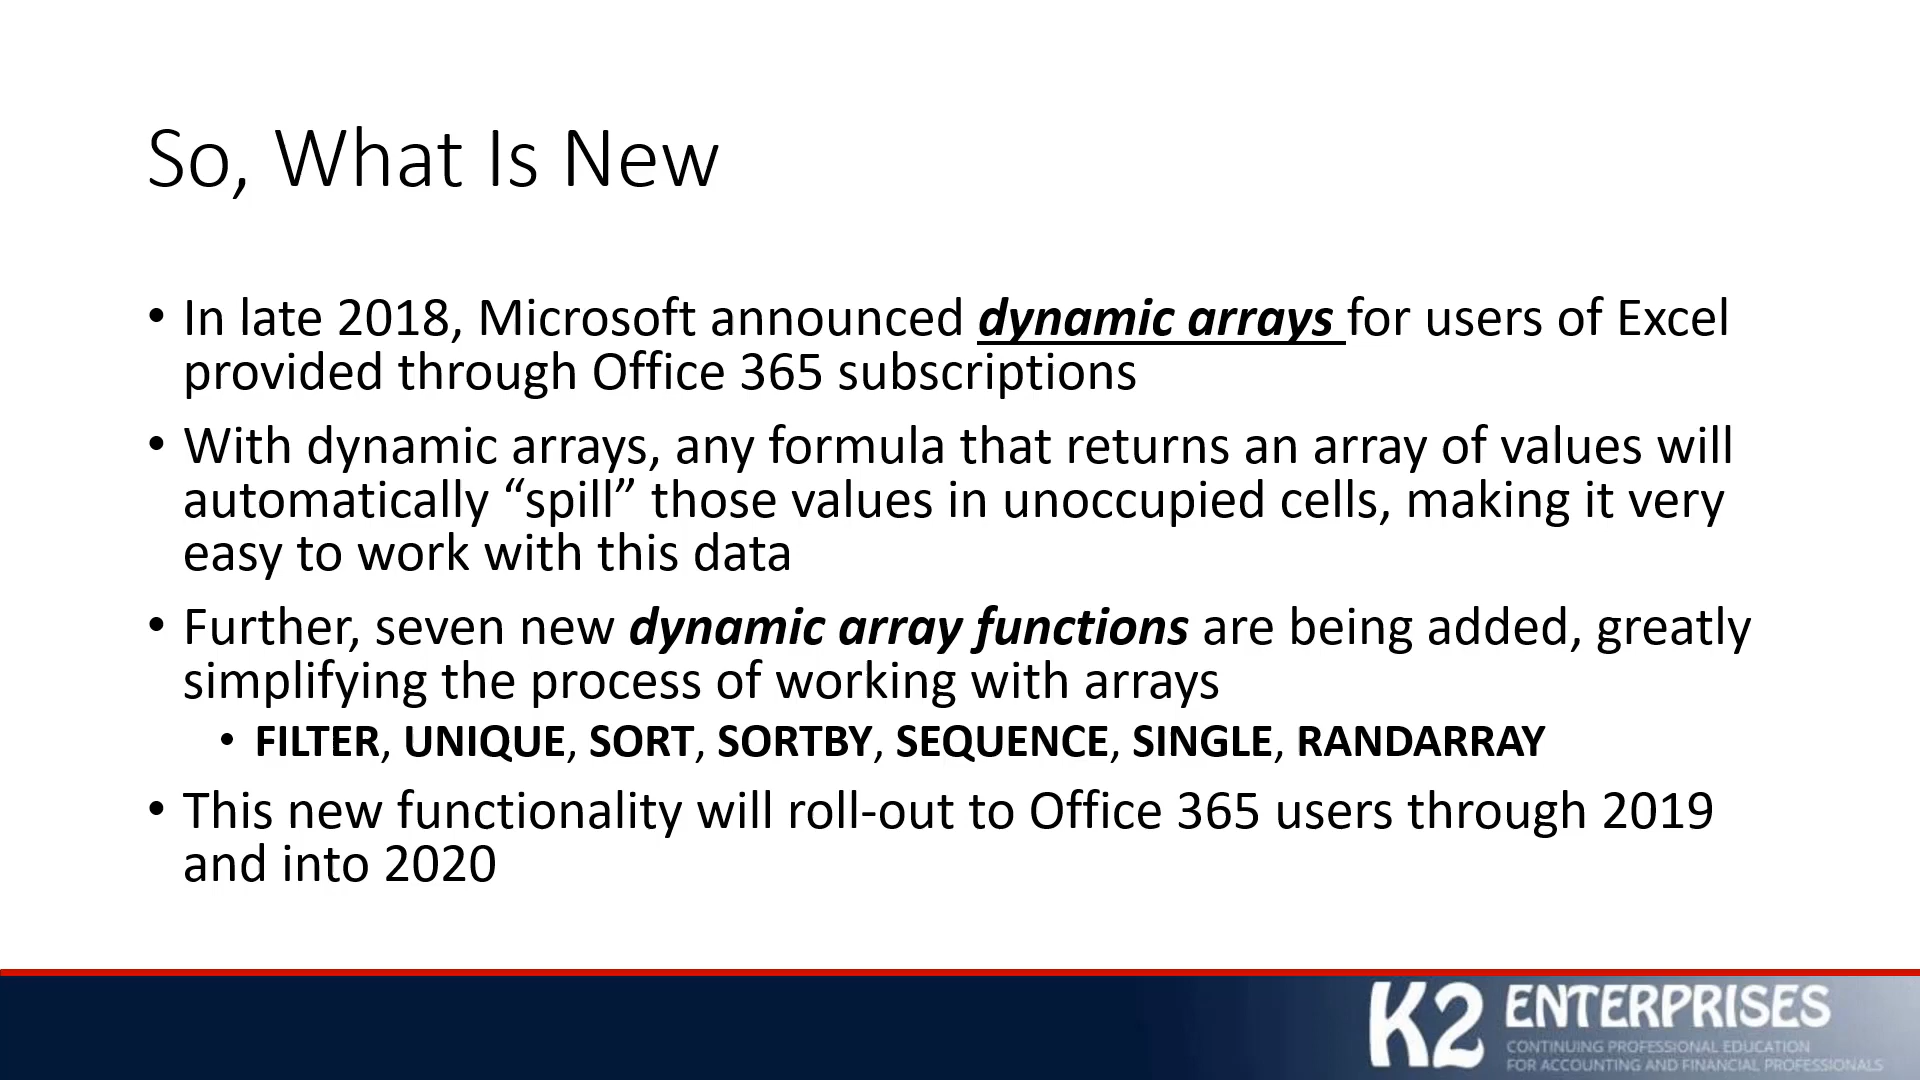 So, What Is New
• In late 2018, Microsoft announced dynamic arrays for users of Excel
provided through Office 365 subscriptions
• With dynamic arrays, any formula that returns an array of values will
automatically “spill” those values in unoccupied cells, making it very
easy to work with this data
• Further, seven new dynamic array functions are being added, greatly
simplifying the process of working with arrays
• FILTER, UNIQUE, SORT, SORTBY, SEQUENCE, SINGLE, RANDARRAY
• This new functionality will roll-out to Office 365 users through 2019
and into 2020
K2 ENTERPRISES
CONTINUING PROFESSIONAL EDUCATION
FOR ACCOUNTING AND FINANCIAL PROFESSIONALS